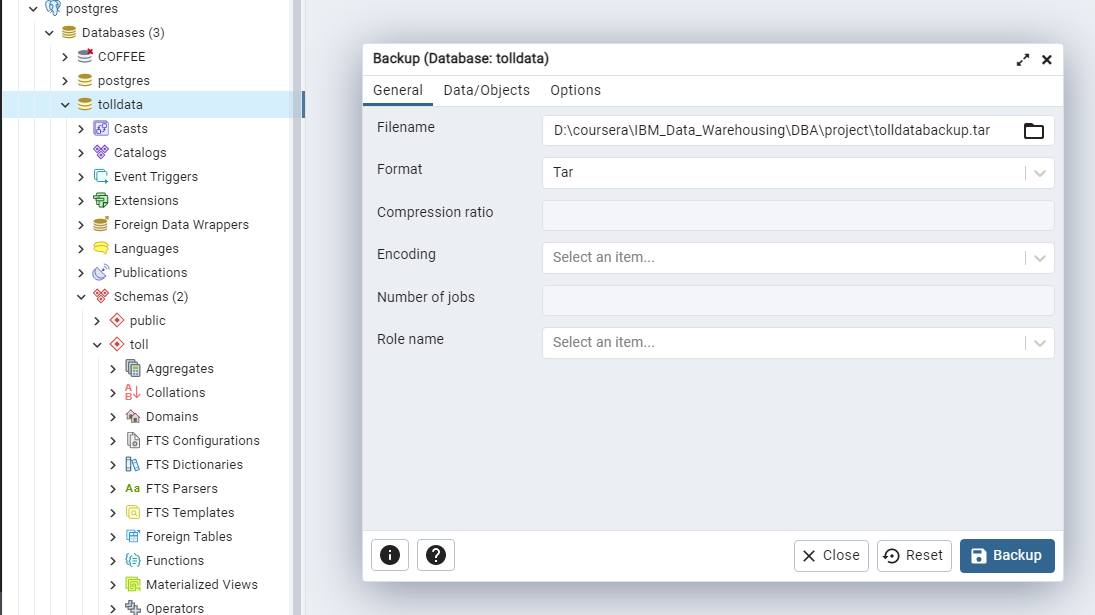 postgres
Databases (3)
COFFEE
postgres
tolldata
Casts
Catalogs
Event Triggers
Extensions
Foreign Data Wrappers
Languages
Publications
Schemas (2)
public
toll
Aggregates
Collations
Domains
FTS Configurations
FTS Dictionaries
Aa FTS Parsers
FTS Templates
Foreign Tables
Functions
Materialized Views
Operators
Backup (Database: tolldata)
General Data/Objects Options
Filename D:\coursera\IBM_Data_Warehousing\DBA\project\tolldatabackup.tar
Format Tar
Compression ratio
Encoding Select an item...
Number of jobs
Role name Select an item...
Close Reset Backup